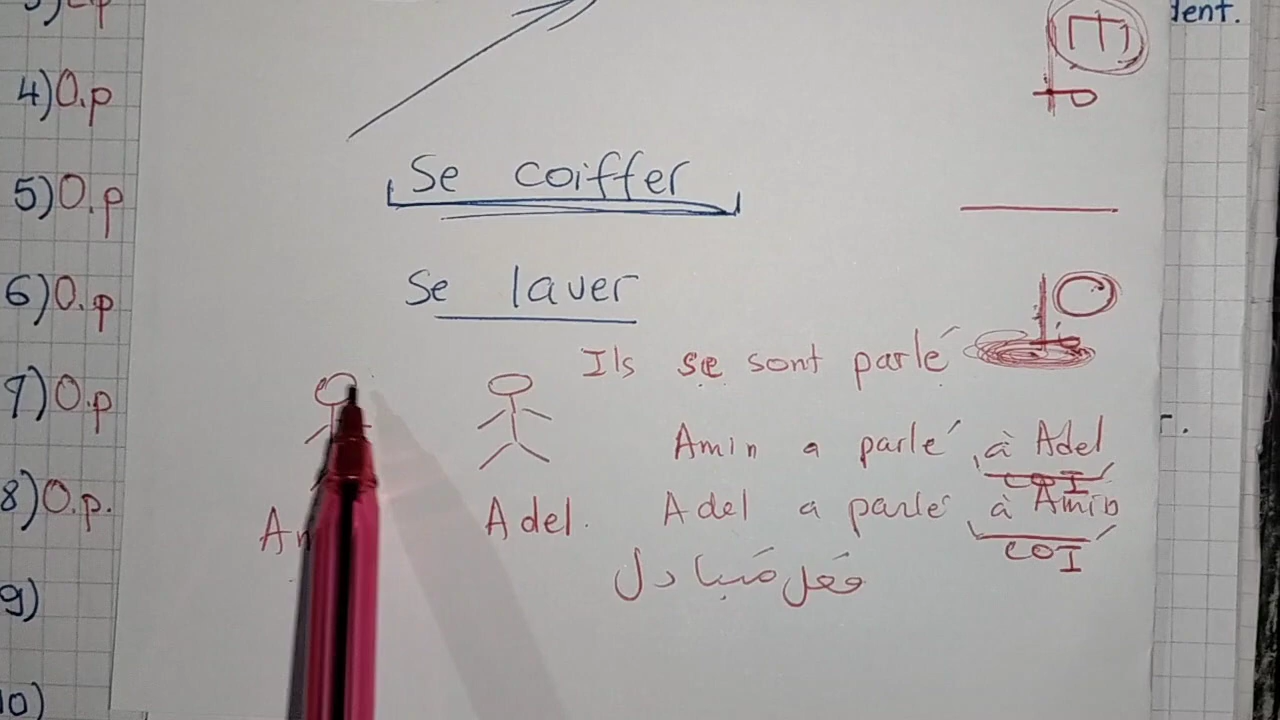 4) O.p
5) O.p
6) O.p
7) O.p
8) O.p.
9)
10)
dent.
E
Se coiffer
Se laver
Ils se sont parlé
Amin a parlé à Adel
COI
Adel a parlé à Amin
COI
Adel.
فعل متبادل